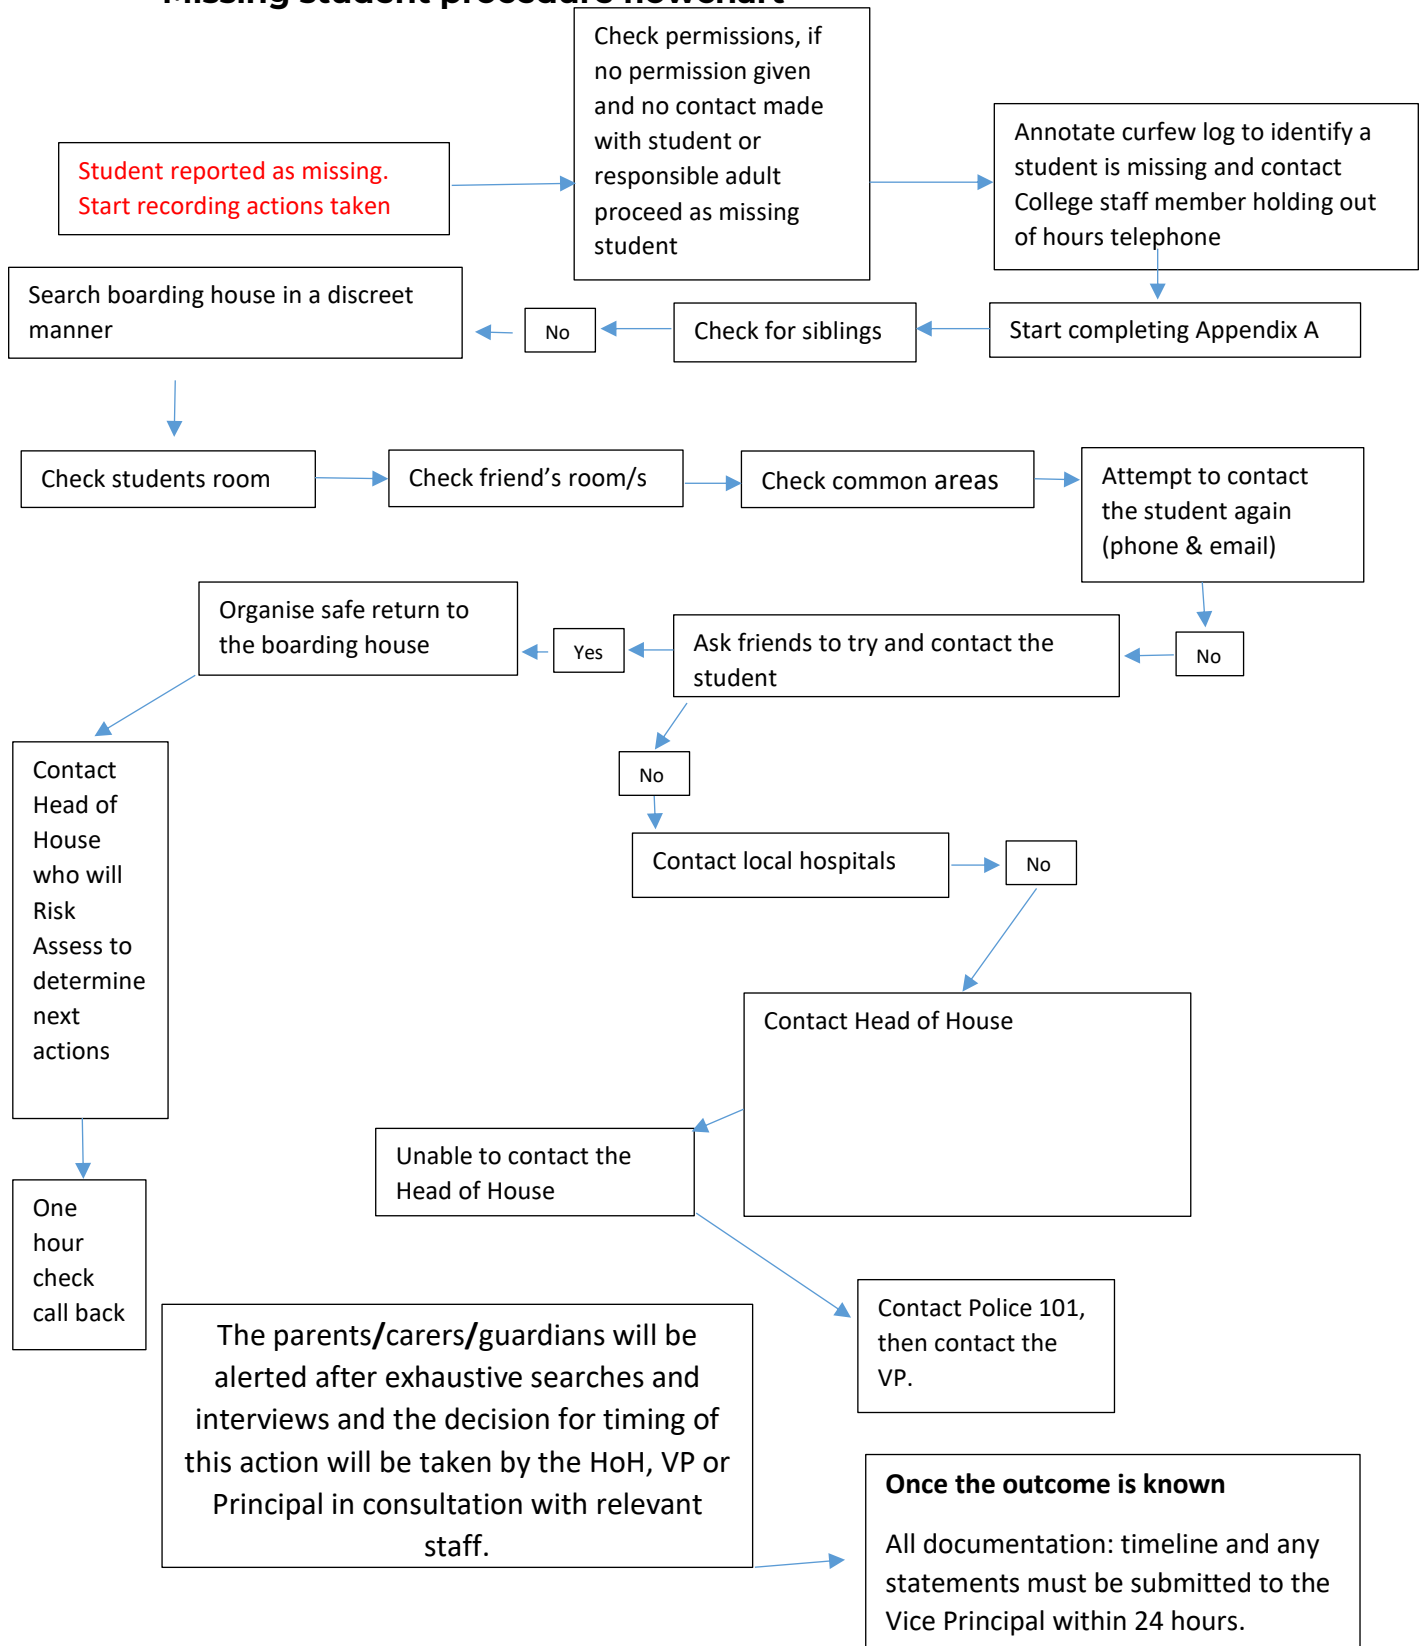 Missing student procedure flowchart
Check permissions, if
no permission given
and no contact made
with student or
responsible adult
proceed as missing
student
Annotate curfew log to identify a
student is missing and contact
College staff member holding out
of hours telephone
Student reported as missing.
Start recording actions taken
Search boarding house in a discreet
manner
No
Check for siblings
Start completing Appendix A
Check students room
Check friend's room/s
Check common areas
Attempt to contact
the student again
(phone & email)
Organise safe return to
the boarding house
Yes
Ask friends to try and contact the
student
No
Contact
Head of
House
who will
Risk
Assess to
determine
next
actions
No
Contact local hospitals
No
Contact Head of House
Unable to contact the
Head of House
One
hour
check
call back
Contact Police 101,
then contact the
VP.
The parents/carers/guardians will be
alerted after exhaustive searches and
interviews and the decision for timing of
this action will be taken by the HoH, VP or
Principal in consultation with relevant
staff.
Once the outcome is known
All documentation: timeline and any
statements must be submitted to the
Vice Principal within 24 hours.